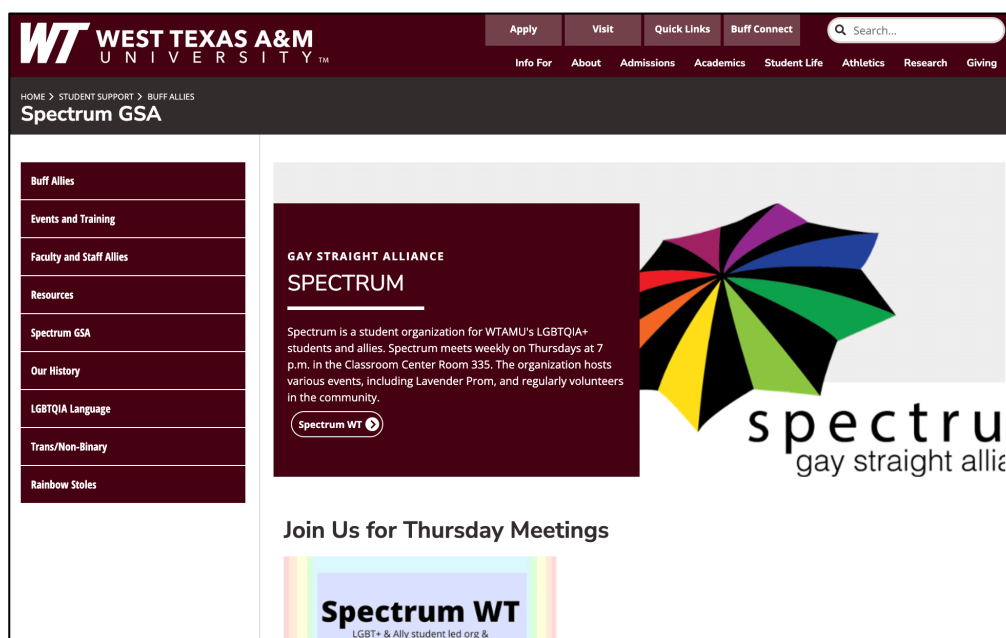 WT WEST TEXAS A&M
UNIVERSITY TM
Apply
Visit
Quick Links
Buff Connect
Search...
Info For
About
Admissions
Academics
Student Life
Athletics
Research
Giving
HOME > STUDENT SUPPORT > BUFF ALLIES
Spectrum GSA
Buff Allies
Events and Training
Faculty and Staff Allies
Resources
Spectrum GSA
Our History
LGBTQIA Language
Trans/Non-Binary
Rainbow Stoles
GAY STRAIGHT ALLIANCE
SPECTRUM
Spectrum is a student organization for WTAMU's LGBTQIA+
students and allies. Spectrum meets weekly on Thursdays at 7
p.m. in the Classroom Center Room 335. The organization hosts
various events, including Lavender Prom, and regularly volunteers
in the community.
Spectrum WT
spectru
gay straight allia
Join Us for Thursday Meetings
Spectrum WT
LGBT+ & Ally student led org &